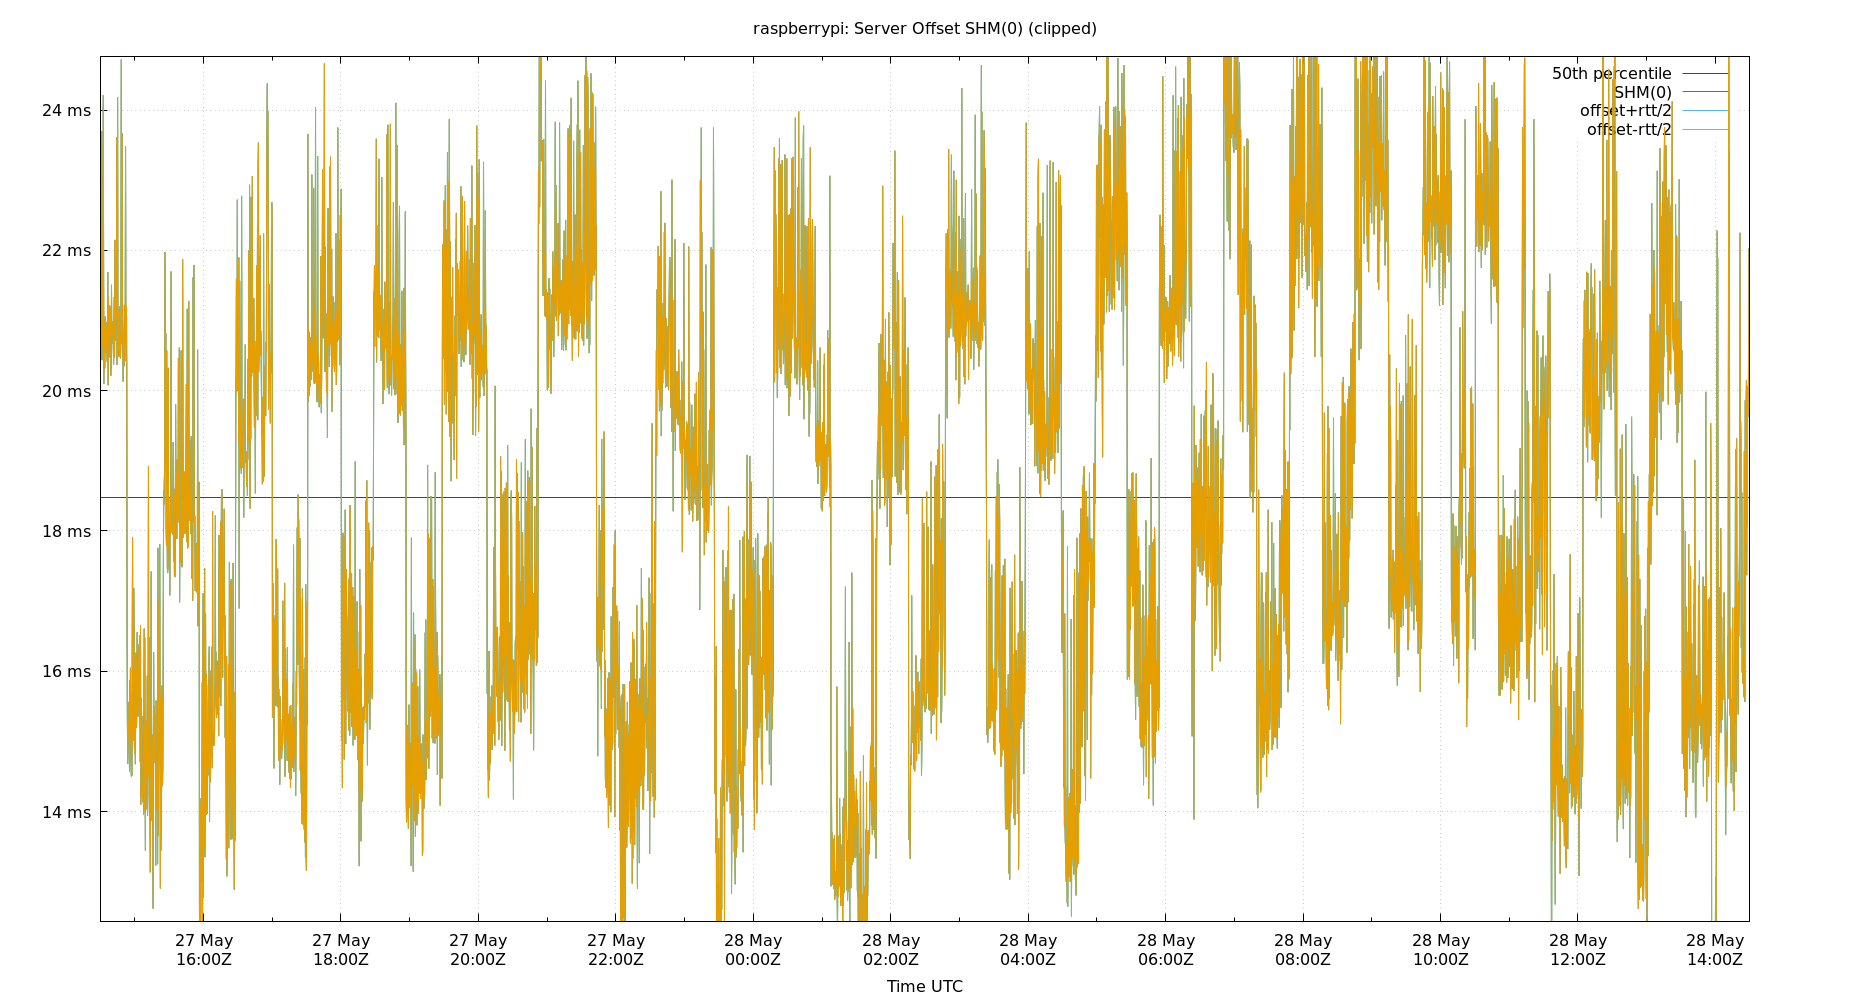 raspberrypi: Server Offset SHM(0) (clipped)
50th percentile
SHM(0)
offset+rtt/2
offset-rtt/2
24 ms
22 ms
20 ms
18 ms
16 ms
14 ms
27 May 27 May 27 May 27 May 28 May 28 May 28 May 28 May 28 May 28 May 28 May 28 May
16:00Z 18:00Z 20:00Z 22:00Z 00:00Z 02:00Z 04:00Z 06:00Z 08:00Z 10:00Z 12:00Z 14:00Z
Time UTC